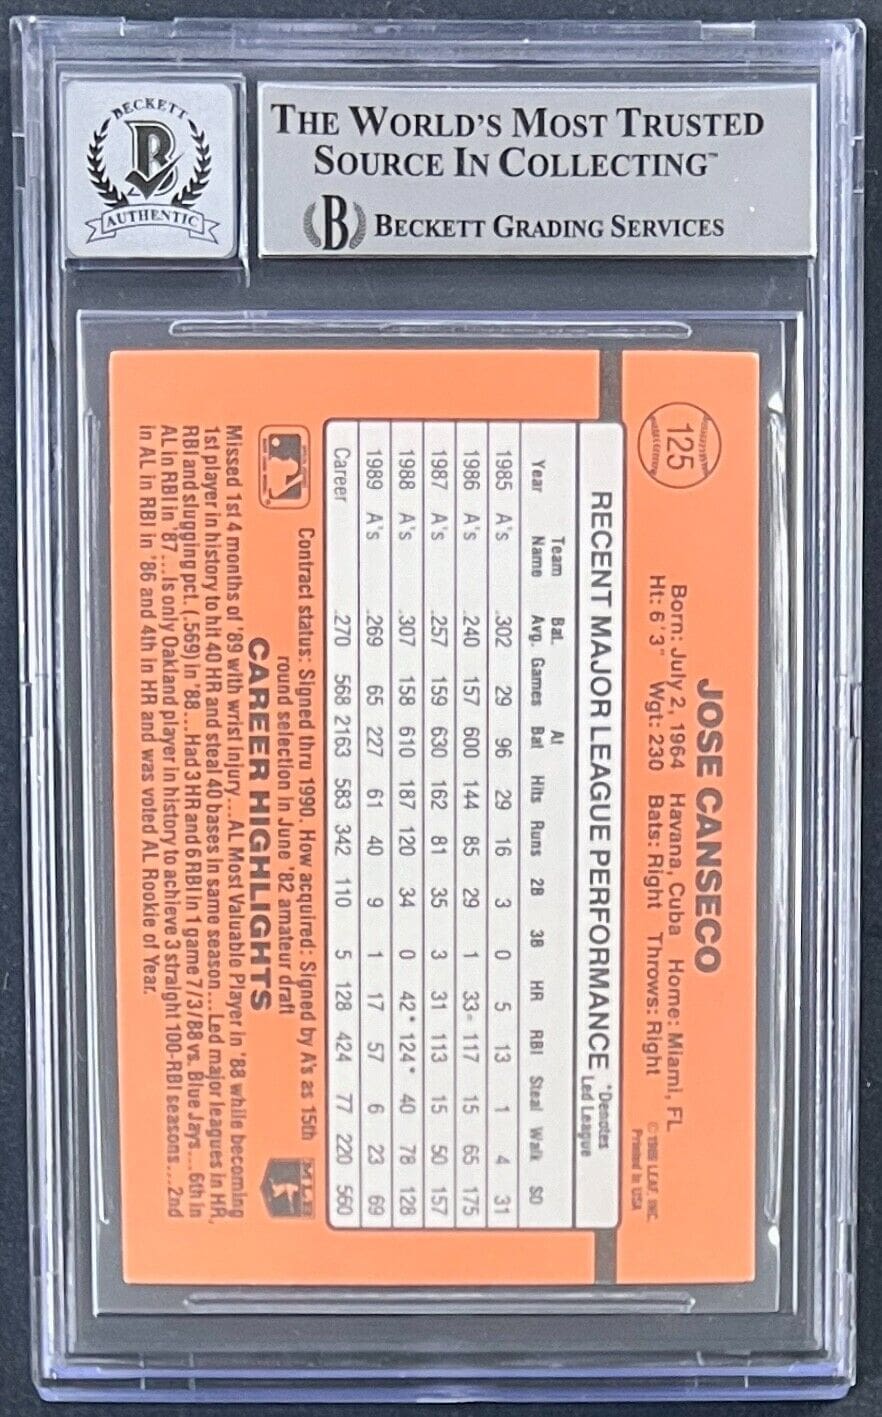 BECKETT
AUTHENTIC
THE WORLD'S MOST TRUSTED
SOURCE IN COLLECTING™
B BECKETT GRADING SERVICES
125
JOSE CANSECO
Born: July 2, 1964 Havana, Cuba Home: Miami, FL
Ht: 6'3" Wgt: 230 Bats: Right Throws: Right
© 1989 LEAF, INC.
Printed in USA
RECENT MAJOR LEAGUE PERFORMANCE *Denotes
Led League
Team Bat. At
Year Name Avg. Games Bat Hits Runs 2B 3B HR RBI Steal Walk SO
1985 A's .302 29 96 29 16 3 0 5 13 1 4 31
1986 A's .240 157 600 144 85 29 1 33 117 15 65 175
1987 A's .257 159 630 162 81 35 3 31 113 15 50 157
1988 A's .307 158 610 187 120 34 0 42* 124* 40 78 128
1989 A's .269 65 227 61 40 9 1 17 57 6 23 69
Career .270 568 2163 583 342 110 5 128 424 77 220 560
Contract status: Signed thru 1990. How acquired: Signed by A's as 15th
round selection in June '82 amateur draft
MLB
CAREER HIGHLIGHTS
Missed 1st 4 months of '89 with wrist injury...AL Most Valuable Player in '88 while becoming
1st player in history to hit 40 HR and steal 40 bases in same season...Led major leagues in HR,
RBI and slugging pct. (.569) in '88...Had 3 HR and 6 RBI in 1 game 7/3/88 vs. Blue Jays...6th in
AL in RBI in '87...Is only Oakland player in history to achieve 3 straight 100-RBI seasons...2nd
in AL in RBI in '86 and 4th in HR and was voted AL Rookie of Year.